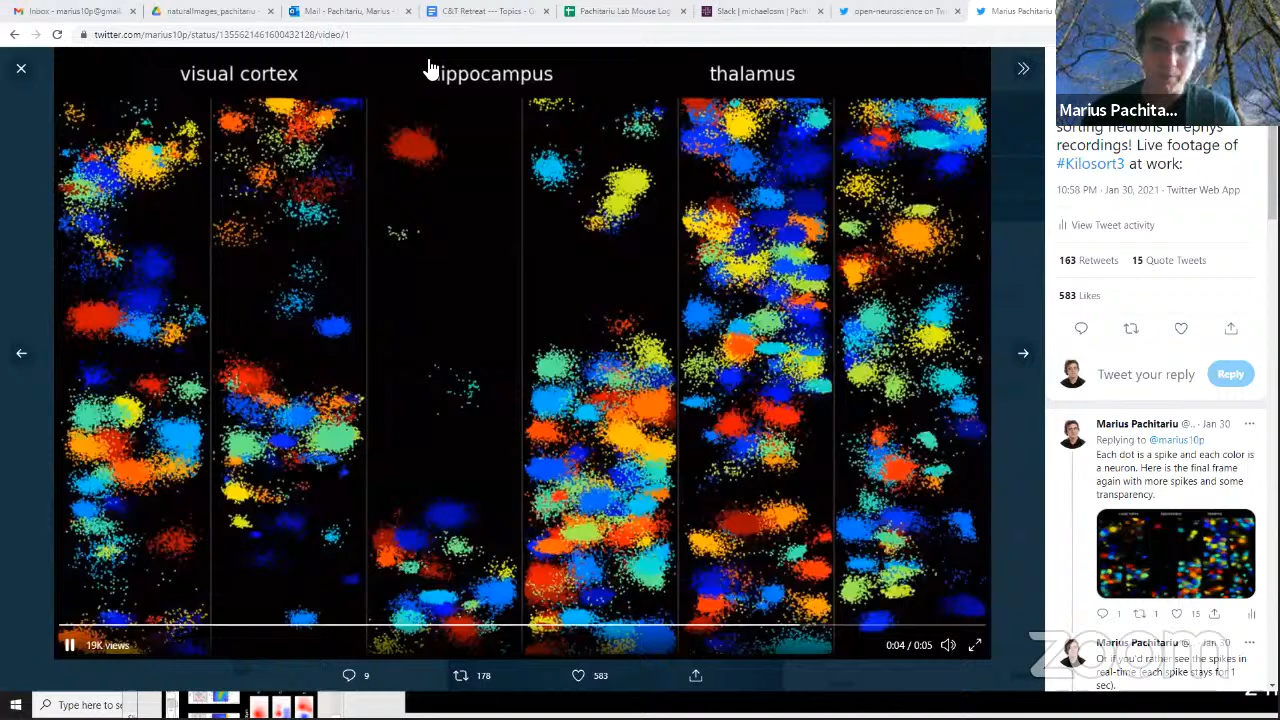 Inbox - marius10p@gmail.
naturalImages_pachitariu -
Mail - Pachitariu, Marius -
C&T Retreat --- Topics - G
Pachitariu Lab Mouse Log
Slack | michaelosm | Pach
open-neuroscience on Tw
Marius Pachitariu
twitter.com/marius10p/status/1355621461600432128/video/1
visual cortex
hippocampus
thalamus
Marius Pachita...
sorting neurons in ephys
recordings! Live footage of
#Kilosort3 at work:
10:58 PM · Jan 30, 2021 · Twitter Web App
View Tweet activity
163 Retweets 15 Quote Tweets
583 Likes
Tweet your reply
Reply
Marius Pachitariu @.. · Jan 30
Replying to @marius10p
Each dot is a spike and each color is
a neuron. Here is the final frame
again with more spikes and some
transparency.
1 1 15
Marius Pachitariu @.. · Jan 30
Or if you'd rather see the spikes in
real-time (each spike stays for 1
sec).
19K views
0:04 / 0:05
9 178 583
zoom
Type here to s